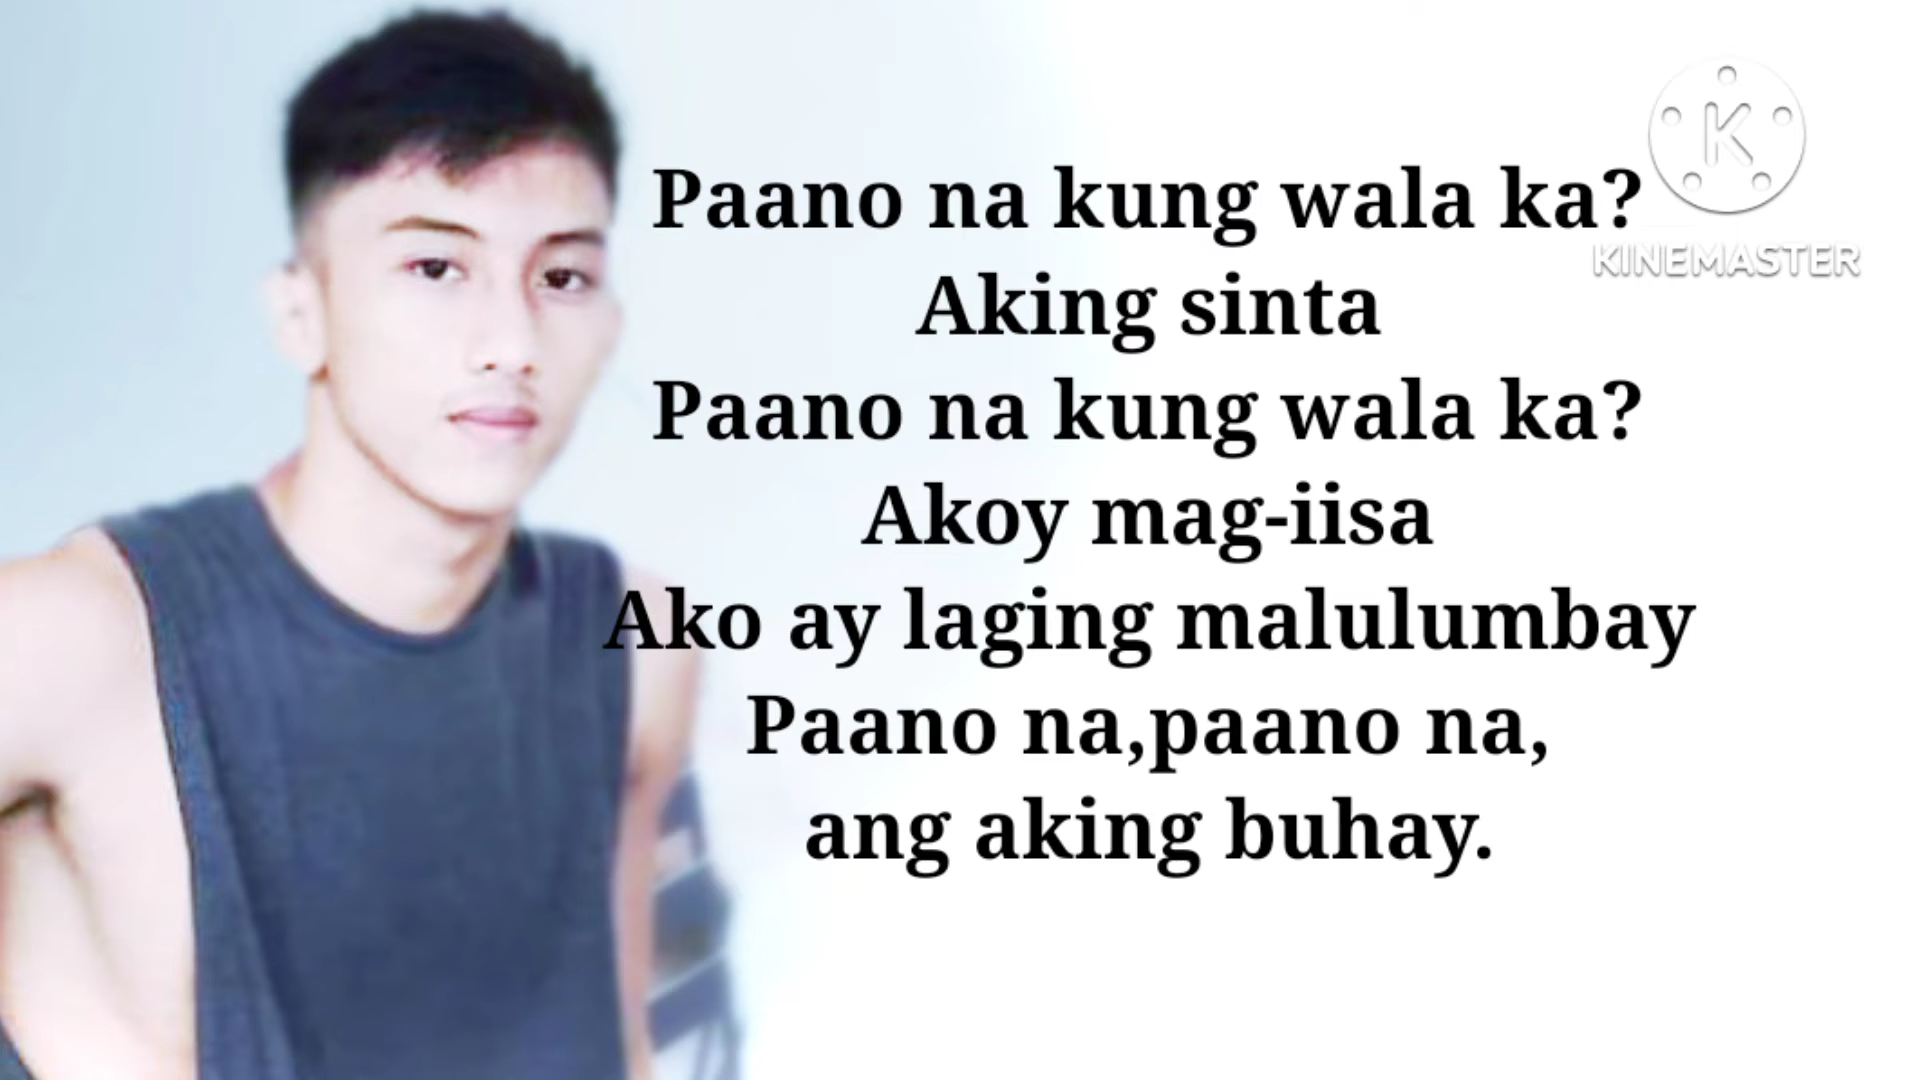 Paano na kung wala ka?
Aking sinta
Paano na kung wala ka?
Akoy mag-iisa
Ako ay laging malulumbay
Paano na,paano na,
ang aking buhay.
K
KINEMASTER